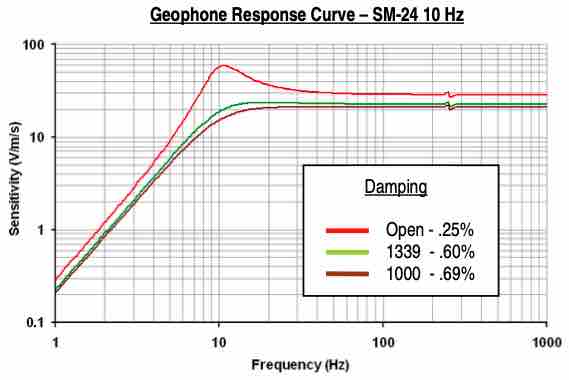 Geophone Response Curve – SM-24 10 Hz
100
10
1
0.1
Sensitivity (V/m/s)
Damping
Open - .25%
1339 - .60%
1000 - .69%
1 10 100 1000
Frequency (Hz)